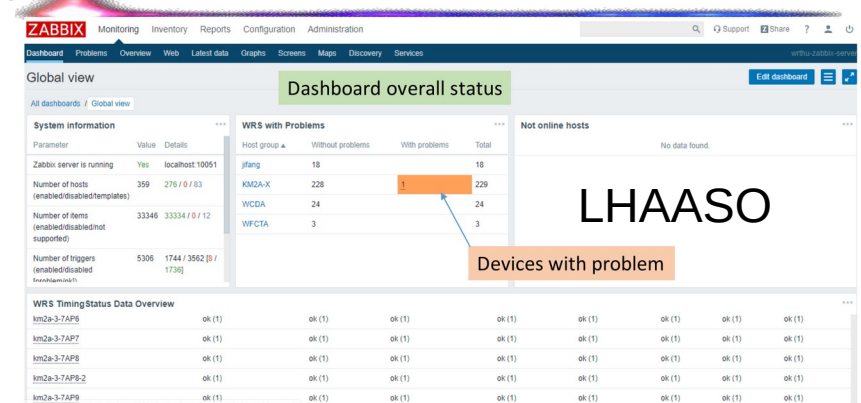 ZABBIX Monitoring Inventory Reports Configuration Administration Support Share ?
Dashboard Problems Overview Web Latest data Graphs Screens Maps Discovery Services wrthu-zabbix-server
Global view Dashboard overall status Edit dashboard
All dashboards / Global view
System information WRS with Problems Not online hosts
Parameter Value Details Host group Without problems With problems Total No data found.
Zabbix server is running Yes localhost:10051 jifang 18 18
Number of hosts (enabled/disabled/templates) 359 276 / 0 / 83 KM2A-X 228 1 229
WCDA 24 24
LHAASO
Number of items (enabled/disabled/not supported) 33346 33334 / 0 / 12 WFCTA 3 3
Devices with problem
Number of triggers (enabled/disabled [problem/ok]) 5306 1744 / 3562 [8 / 1736]
WRS TimingStatus Data Overview
km2a-3-7AP6 ok (1) ok (1) ok (1) ok (1) ok (1) ok (1) ok (1) ok (1)
km2a-3-7AP7 ok (1) ok (1) ok (1) ok (1) ok (1) ok (1) ok (1) ok (1)
km2a-3-7AP8 ok (1) ok (1) ok (1) ok (1) ok (1) ok (1) ok (1) ok (1)
km2a-3-7AP8-2 ok (1) ok (1) ok (1) ok (1) ok (1) ok (1) ok (1) ok (1)
km2a-3-7AP9 ok (1) ok (1) ok (1) ok (1) ok (1) ok (1) ok (1) ok (1)